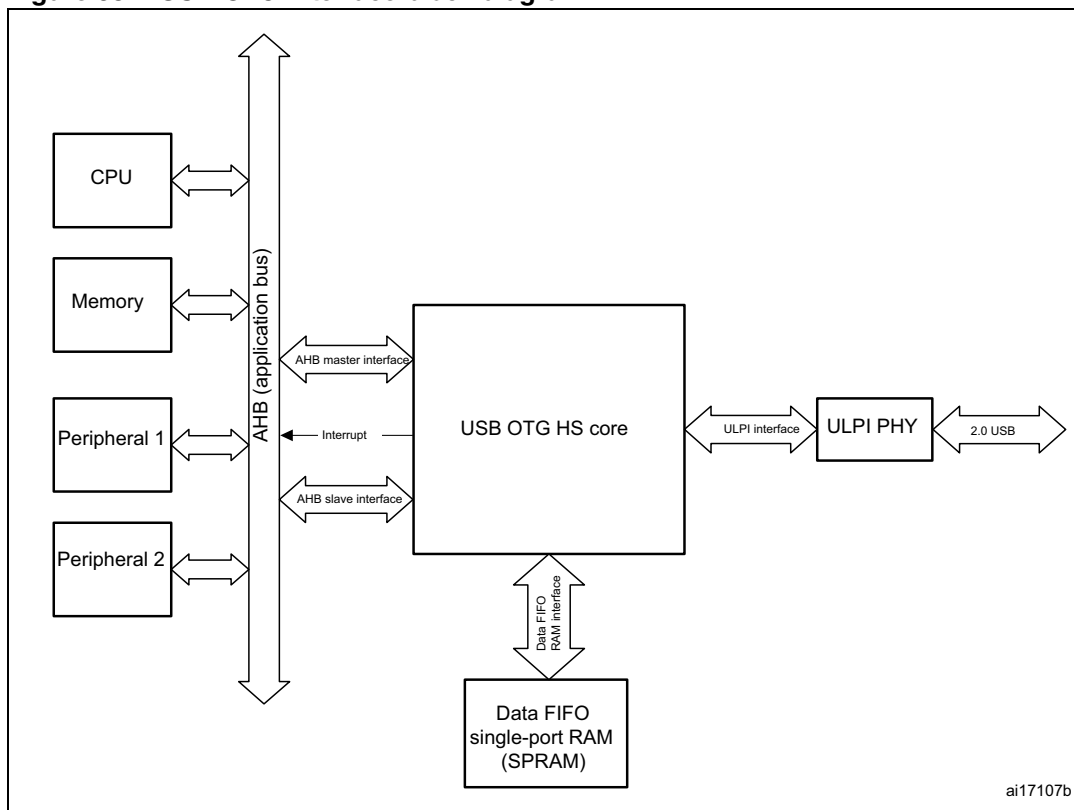 CPU
Memory
Peripheral 1
Peripheral 2
AHB (application bus)
AHB master interface
Interrupt
AHB slave interface
USB OTG HS core
ULPI interface
ULPI PHY
2.0 USB
Data FIFO
RAM interface
Data FIFO
single-port RAM
(SPRAM)
ai17107b